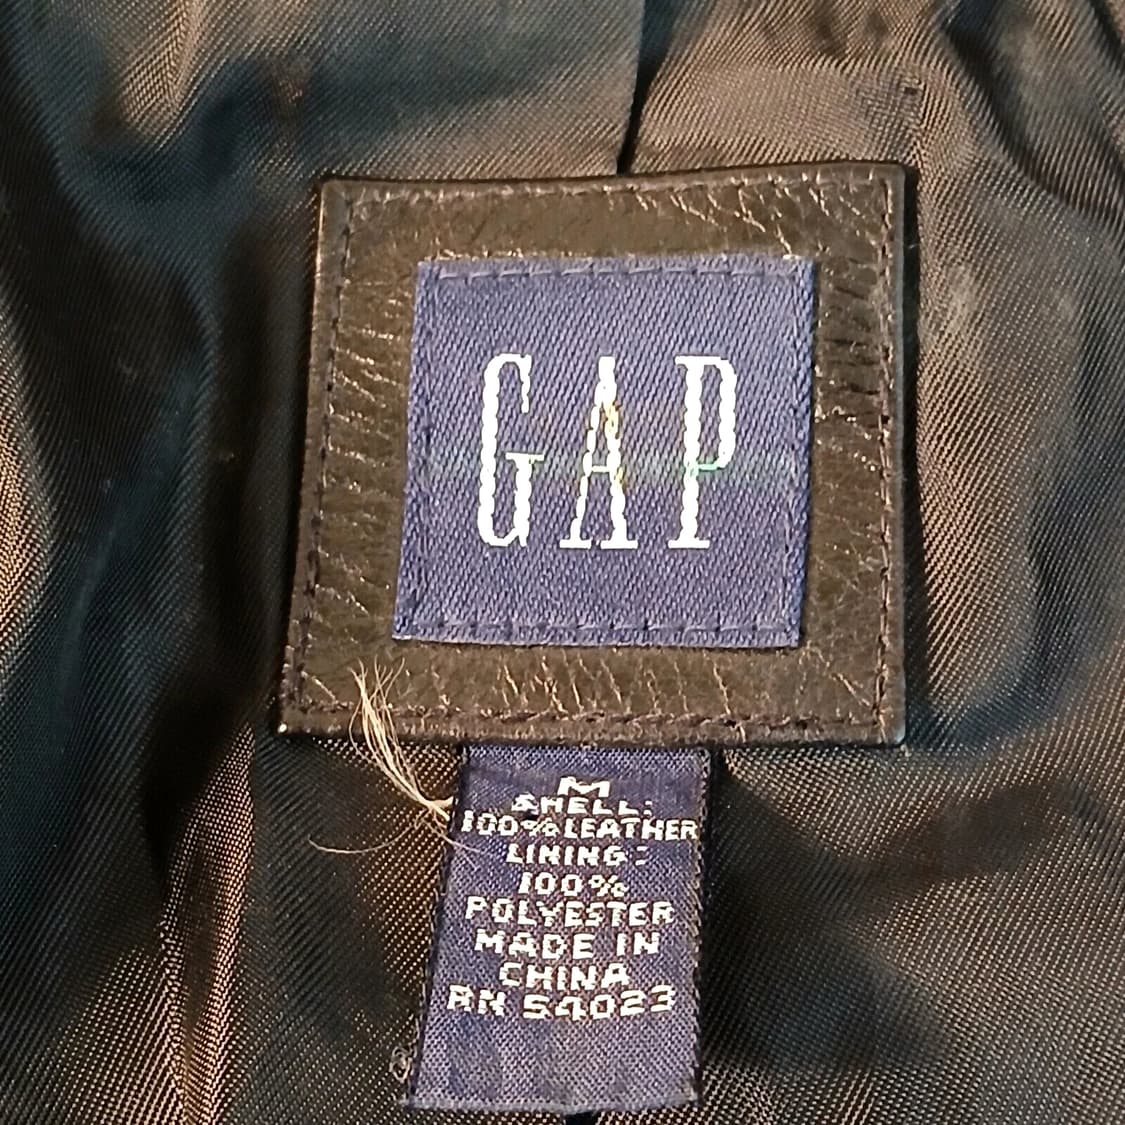 GAP
M
SHELL:
100% LEATHER
LINING:
100%
POLYESTER
MADE IN
CHINA
RN 54023